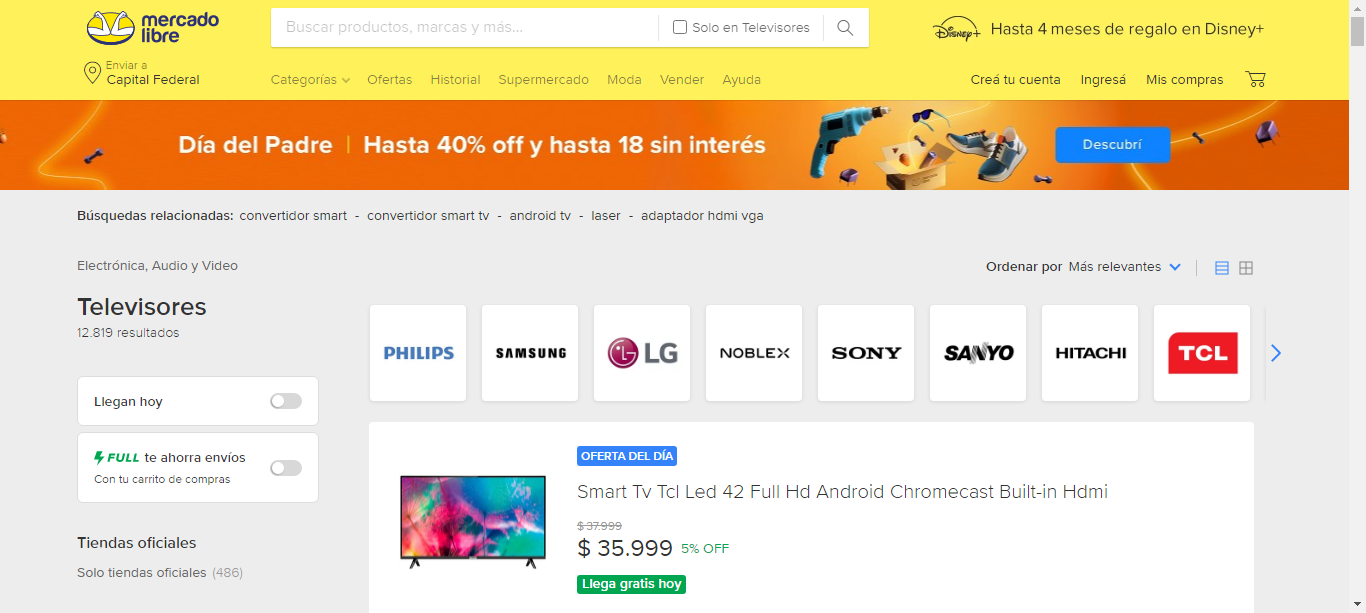 mercado
libre
Buscar productos, marcas y más...
Solo en Televisores
DISNEY+
Hasta 4 meses de regalo en Disney+
Enviar a
Capital Federal
Categorías
Ofertas
Historial
Supermercado
Moda
Vender
Ayuda
Creá tu cuenta
Ingresá
Mis compras
Día del Padre | Hasta 40% off y hasta 18 sin interés
Descubrí
Búsquedas relacionadas: convertidor smart - convertidor smart tv - android tv - laser - adaptador hdmi vga
Electrónica, Audio y Video
Ordenar por Más relevantes
Televisores
12.819 resultados
PHILIPS
SAMSUNG
LG
NOBLEX
SONY
SANYO
HITACHI
TCL
Llegan hoy
FULL te ahorra envíos
Con tu carrito de compras
Tiendas oficiales
Solo tiendas oficiales (486)
OFERTA DEL DÍA
Smart Tv Tcl Led 42 Full Hd Android Chromecast Built-in Hdmi
$ 37.999
$ 35.999 5% OFF
Llega gratis hoy